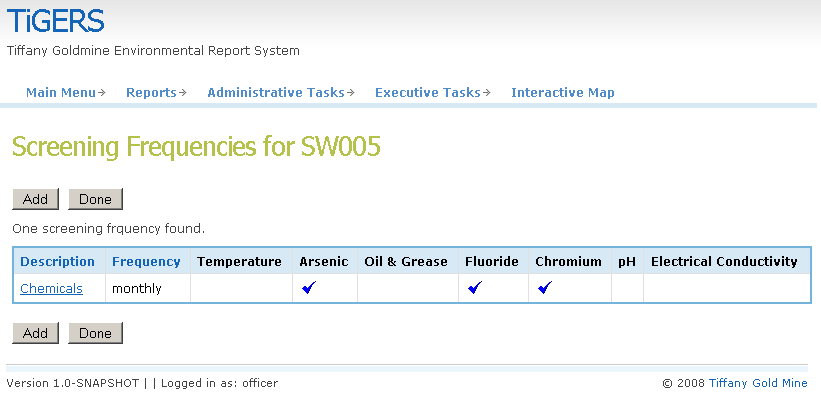 TiGERS
Tiffany Goldmine Environmental Report System
Main Menu Reports Administrative Tasks Executive Tasks Interactive Map
Screening Frequencies for SW005
Add Done
One screening frquency found.
Description Frequency Temperature Arsenic Oil & Grease Fluoride Chromium pH Electrical Conductivity
Chemicals monthly
Add Done
Version 1.0-SNAPSHOT | | Logged in as: officer © 2008 Tiffany Gold Mine